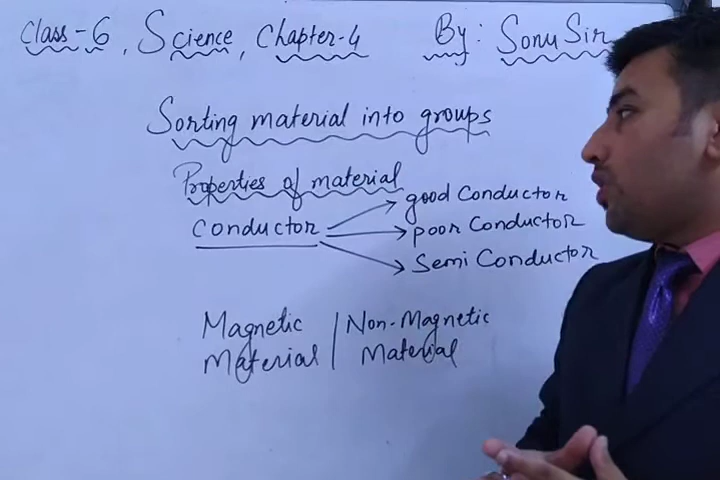 Class-6, Science, Chapter-4 By: Sonu Sir
Sorting material into groups
Properties of material
Conductor
good Conductor
poor Conductor
Semi Conductor
Magnetic Material | Non-Magnetic Material